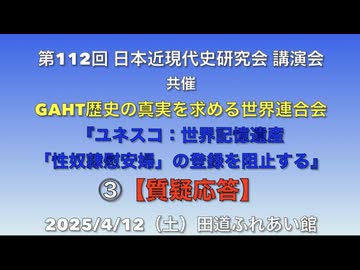 第112回 日本近現代史研究会 講演会
共催
GAHT歴史の真実を求める世界連合会
『ユネスコ：世界記憶遺産
「性奴隷慰安婦」の登録を阻止する』
③【質疑応答】
2025/4/12（土）田道ふれあい館